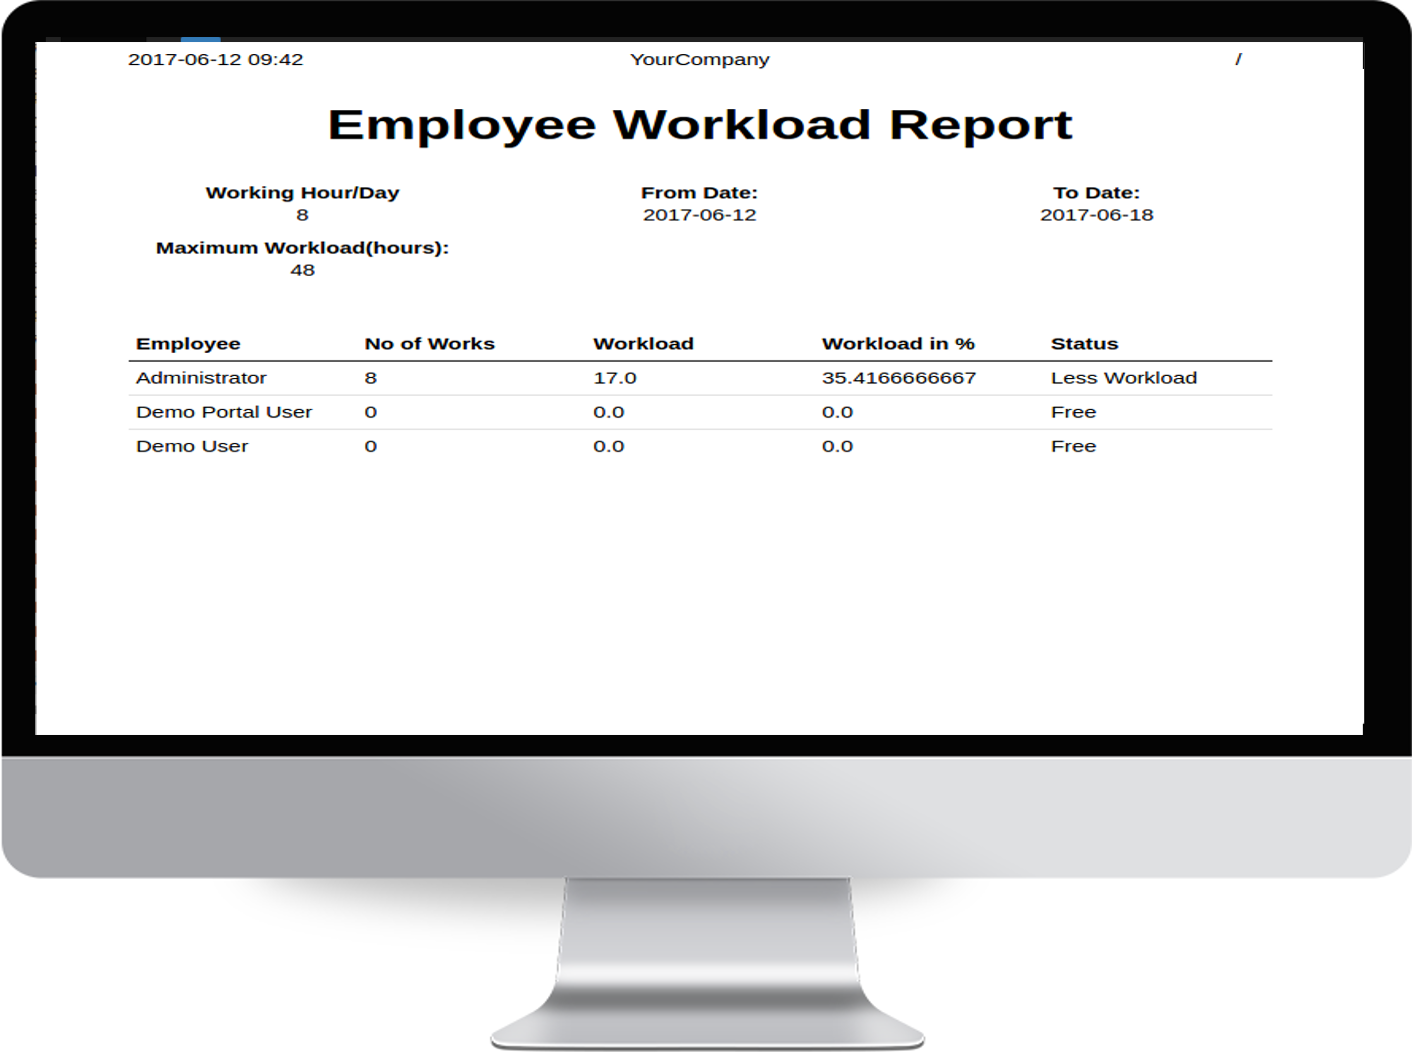 2017-06-12 09:42 YourCompany /
Employee Workload Report
Working Hour/Day From Date: To Date:
8 2017-06-12 2017-06-18
Maximum Workload(hours):
48
Employee No of Works Workload Workload in % Status
Administrator 8 17.0 35.4166666667 Less Workload
Demo Portal User 0 0.0 0.0 Free
Demo User 0 0.0 0.0 Free